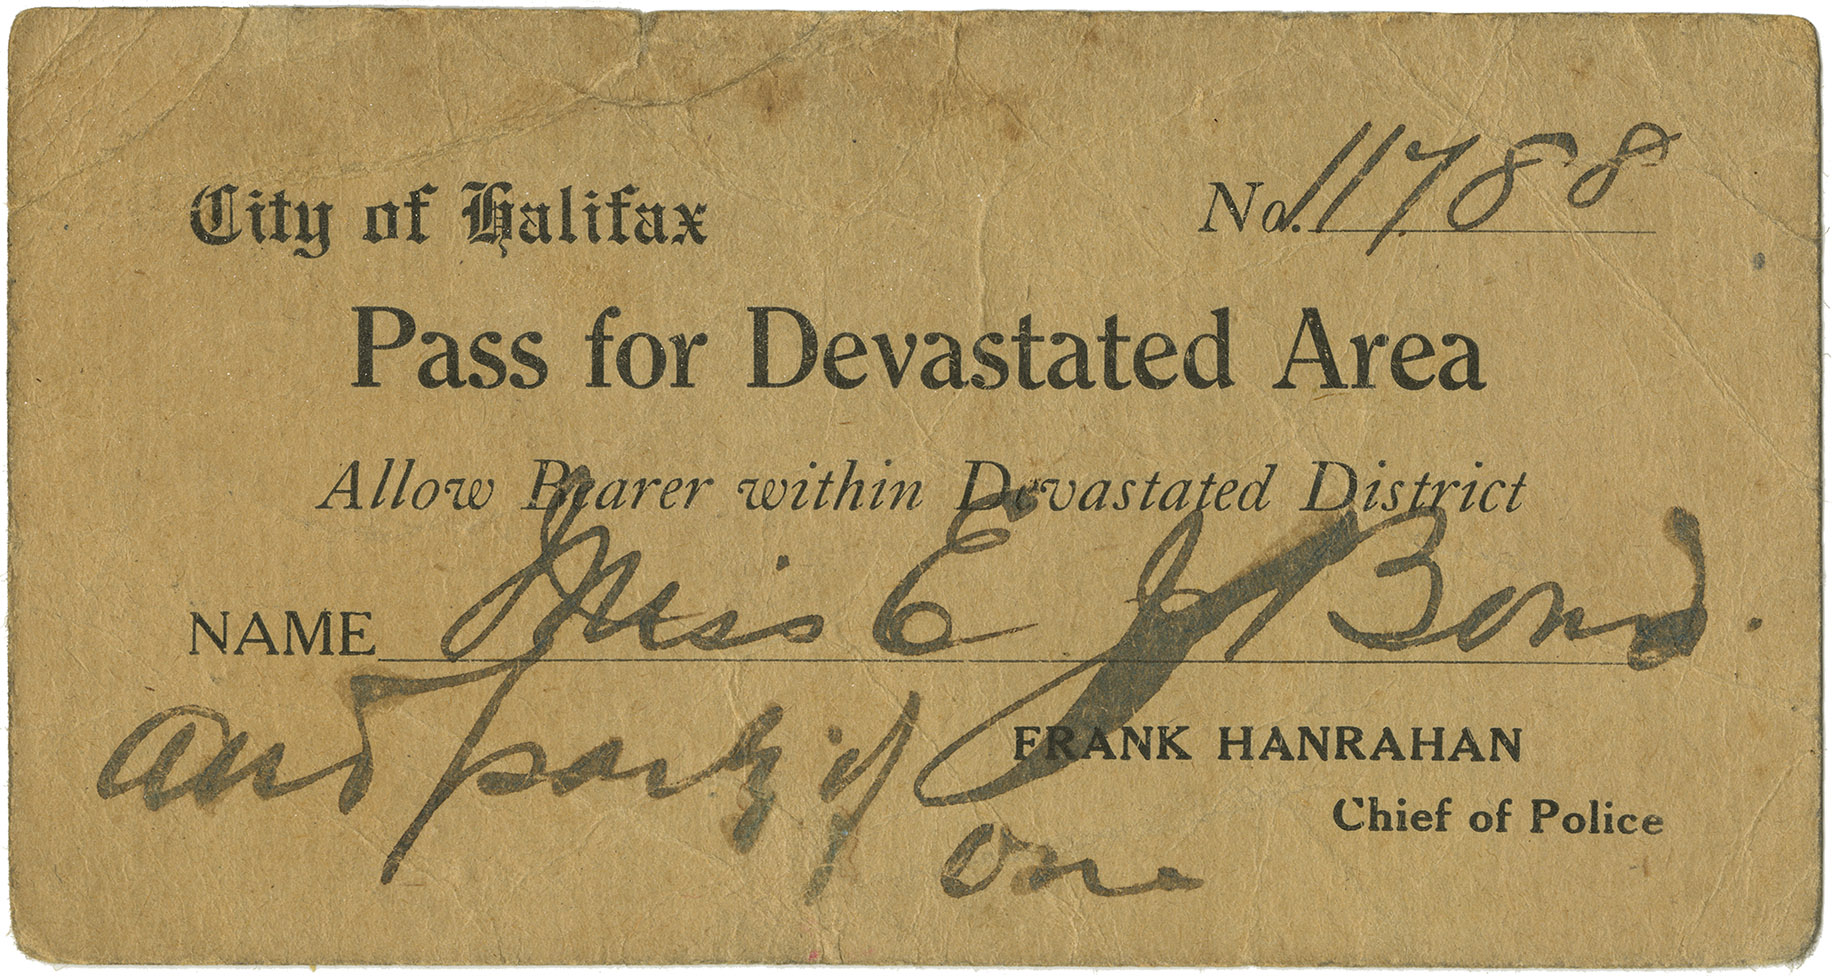 City of Halifax
No. 11788
Pass for Devastated Area
Allow Bearer within Devastated District
NAME Miss E J Bond.
and party of
One
FRANK HANRAHAN
Chief of Police